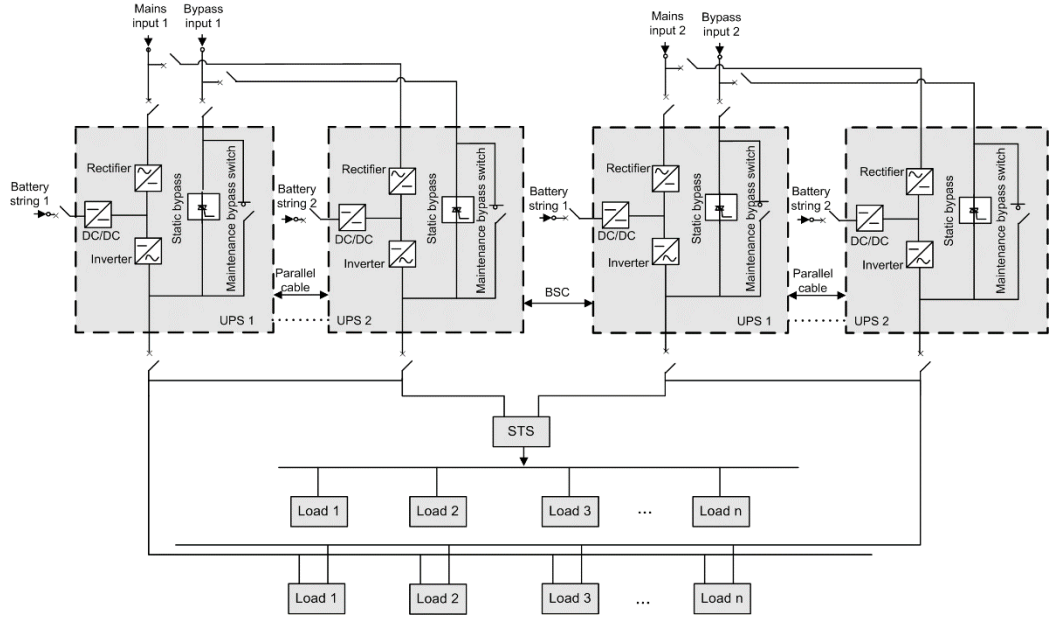 Mains
input 1
Bypass
input 1
Mains
input 2
Bypass
input 2
Rectifier
Static bypass
Maintenance bypass switch
Battery
string 1
DC/DC
Inverter
UPS 1
Parallel
cable
Rectifier
Static bypass
Maintenance bypass switch
Battery
string 2
DC/DC
Inverter
UPS 2
BSC
Rectifier
Static bypass
Maintenance bypass switch
Battery
string 1
DC/DC
Inverter
UPS 1
Parallel
cable
Rectifier
Static bypass
Maintenance bypass switch
Battery
string 2
DC/DC
Inverter
UPS 2
STS
Load 1
Load 2
Load 3
...
Load n
Load 1
Load 2
Load 3
...
Load n